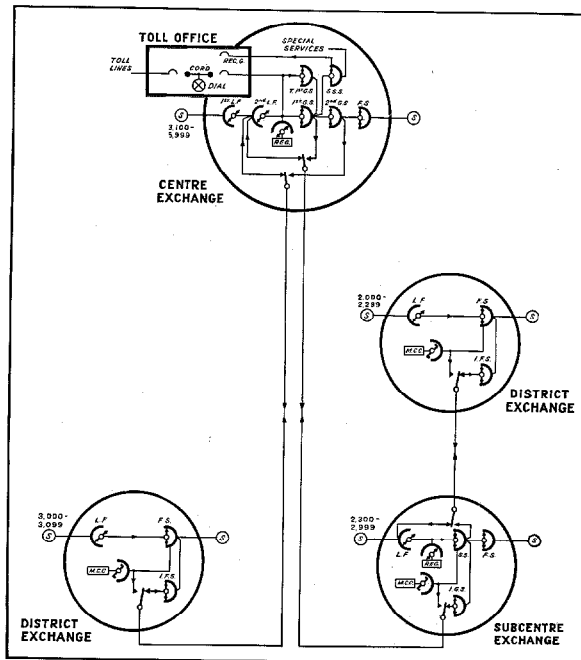 TOLL OFFICE
TOLL LINES
CORD
DIAL
REC.G.
SPECIAL SERVICES
T.1ST G.S.
S.S.S.
S
3,100-
5,999
1ST L.F.
2ND L.F.
REG.
1ST G.S.
2ND G.S.
F.S.
S
CENTRE
EXCHANGE
2,000-
2,299
S
L.F.
F.S.
S
M.C.C.
I.F.S.
DISTRICT
EXCHANGE
3,000-
3,099
S
L.F.
F.S.
S
M.C.C.
I.F.S.
DISTRICT
EXCHANGE
2,300-
2,999
S
L.F.
REG.
S.S.
F.S.
S
M.C.C.
I.G.S.
SUBCENTRE
EXCHANGE